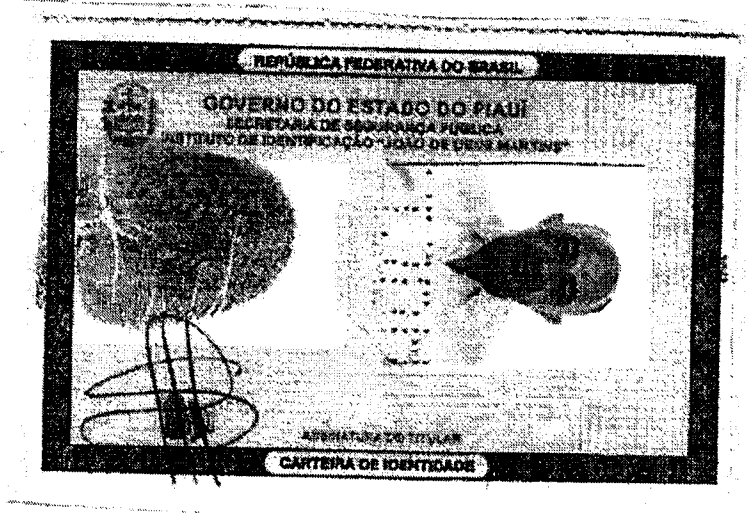 REPÚBLICA FEDERATIVA DO BRASIL
GOVERNO DO ESTADO DO PIAUÍ
SECRETARIA DE SEGURANÇA PÚBLICA
INSTITUTO DE IDENTIFICAÇÃO "JOÃO DE DEUS MARTINS"
ASSINATURA DO TITULAR
CARTEIRA DE IDENTIDADE